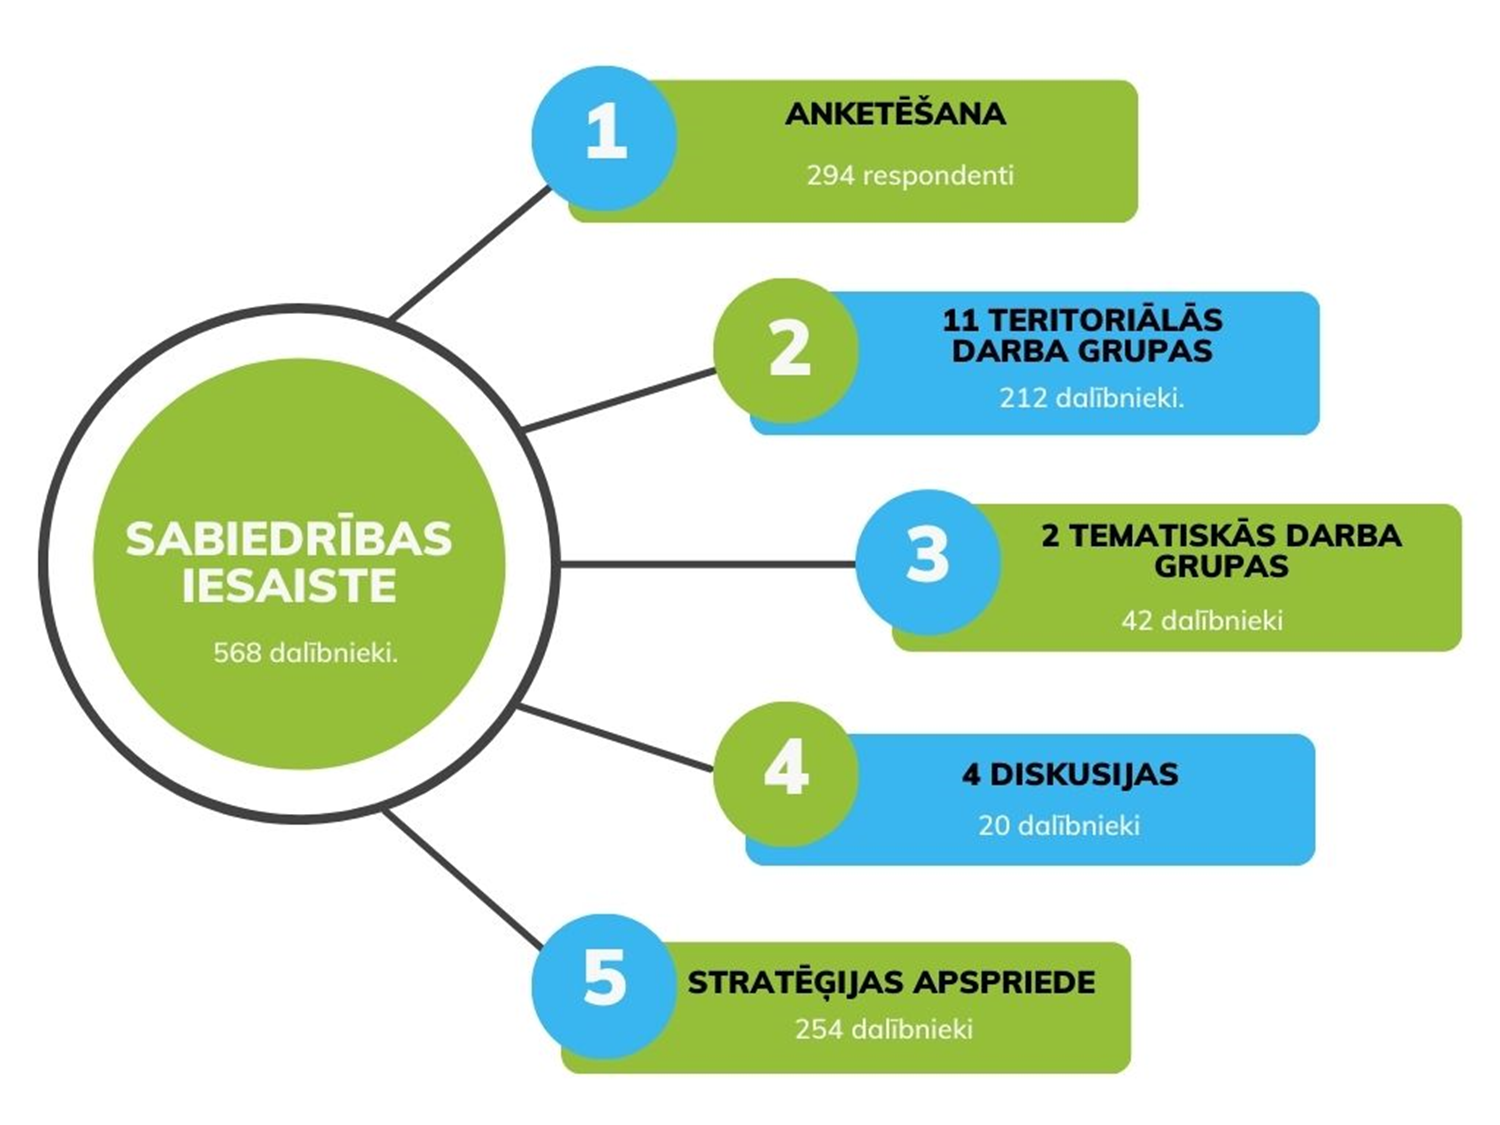 SABIEDRĪBAS
IESAISTE
568 dalībnieki.
1
ANKETĒŠANA
294 respondenti
2
11 TERITORIĀLĀS
DARBA GRUPAS
212 dalībnieki.
3
2 TEMATISKĀS DARBA
GRUPAS
42 dalībnieki
4
4 DISKUSIJAS
20 dalībnieki
5
STRATĒĢIJAS APSPRIEDE
254 dalībnieki